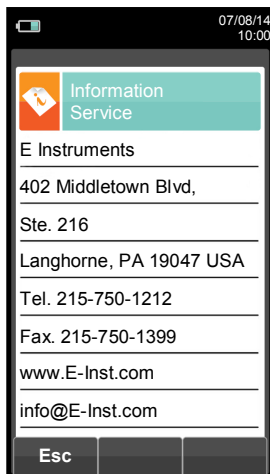 07/08/14
10:00
Information
Service
E Instruments
402 Middletown Blvd,
Ste. 216
Langhorne, PA 19047 USA
Tel. 215-750-1212
Fax. 215-750-1399
www.E-Inst.com
info@E-Inst.com
Esc